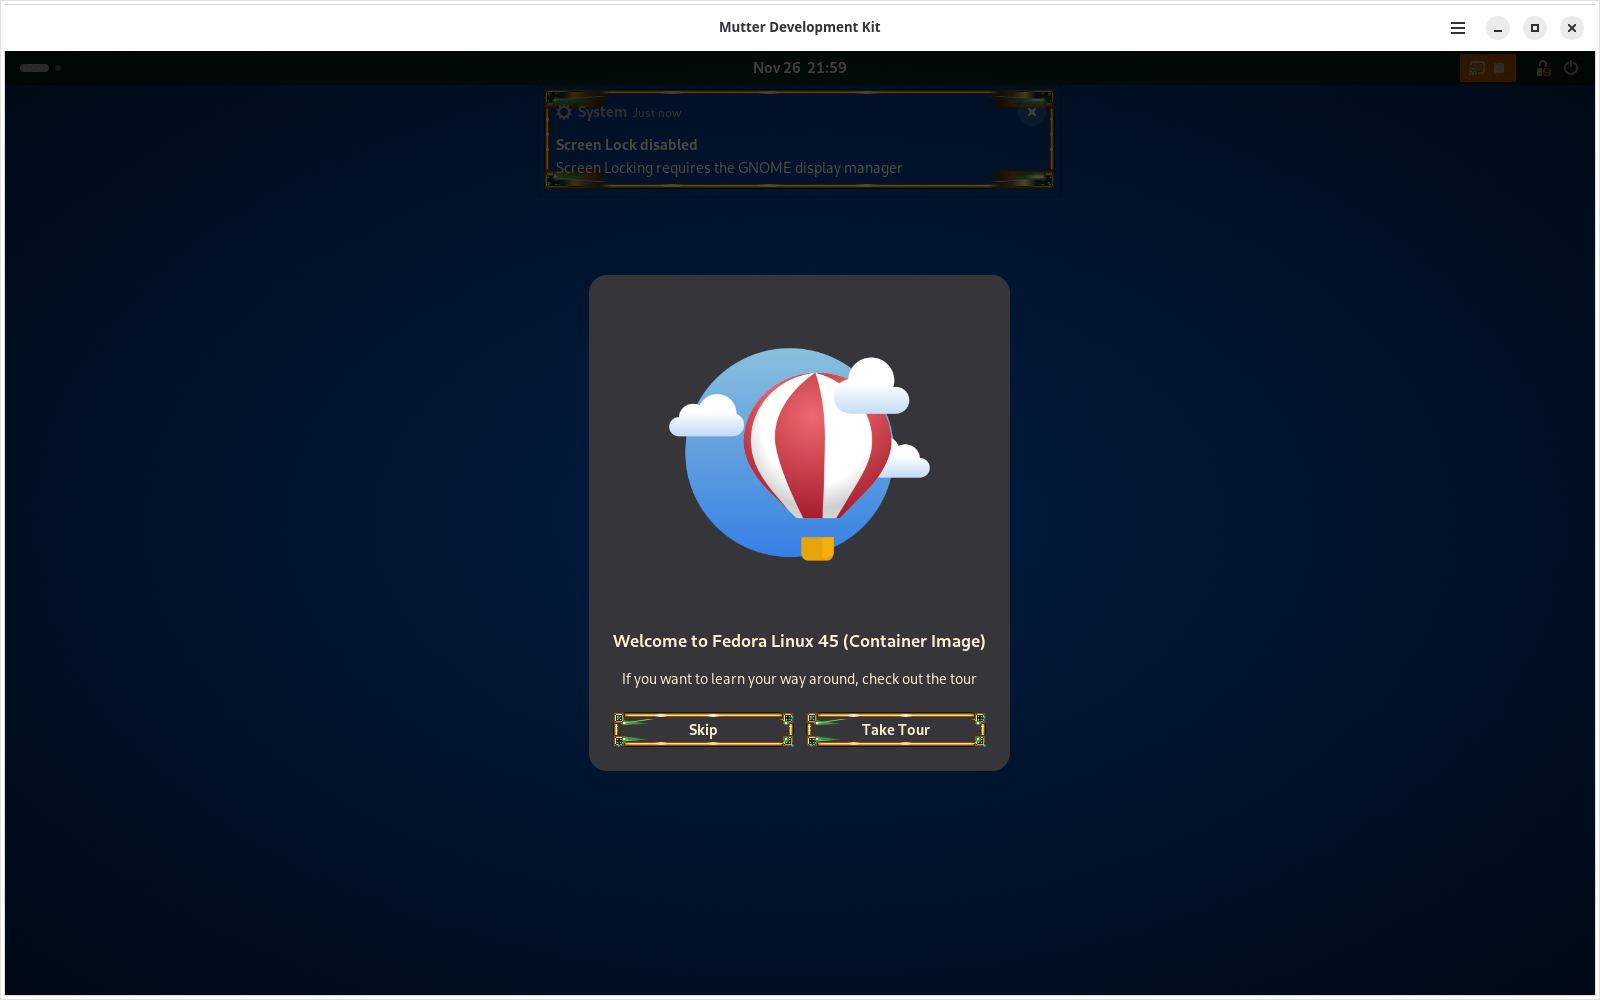 Mutter Development Kit
Nov 26 21:59
System Just now
Screen Lock disabled
Screen Locking requires the GNOME display manager
Welcome to Fedora Linux 45 (Container Image)
If you want to learn your way around, check out the tour
Skip
Take Tour